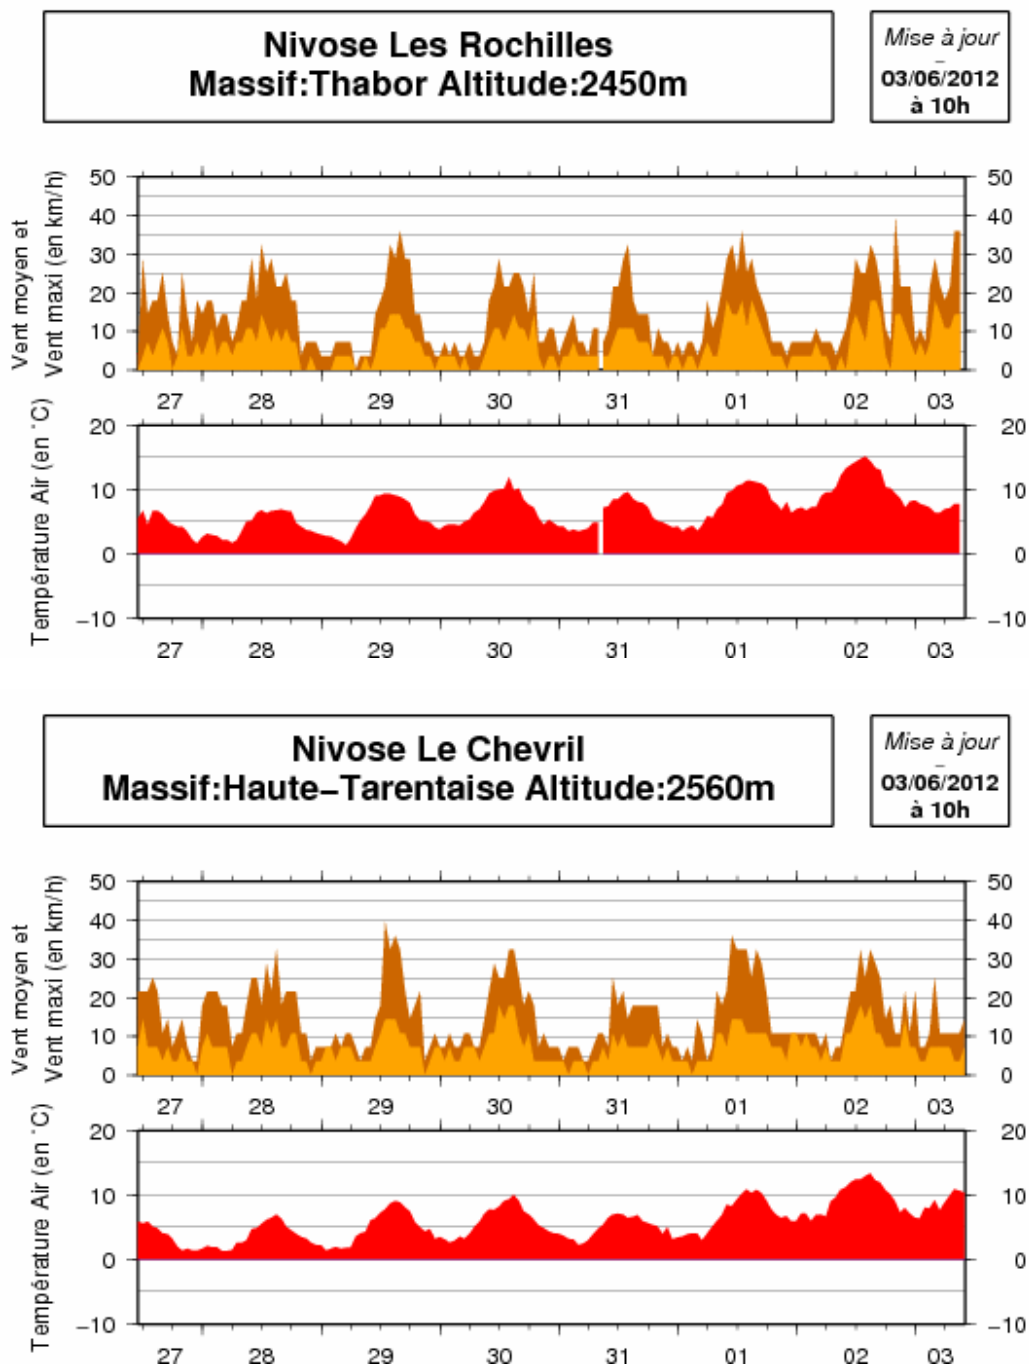 Nivose Les Rochilles
Massif:Thabor Altitude:2450m
Mise à jour
–
03/06/2012
à 10h
Vent moyen et
Vent maxi (en km/h)
50 50
40 40
30 30
20 20
10 10
0 0
27 28 29 30 31 01 02 03
Température Air (en °C)
20 20
10 10
0 0
−10 −10
27 28 29 30 31 01 02 03
Nivose Le Chevril
Massif:Haute−Tarentaise Altitude:2560m
Mise à jour
–
03/06/2012
à 10h
Vent moyen et
Vent maxi (en km/h)
50 50
40 40
30 30
20 20
10 10
0 0
27 28 29 30 31 01 02 03
Température Air (en °C)
20 20
10 10
0 0
−10 −10
27 28 29 30 31 01 02 03